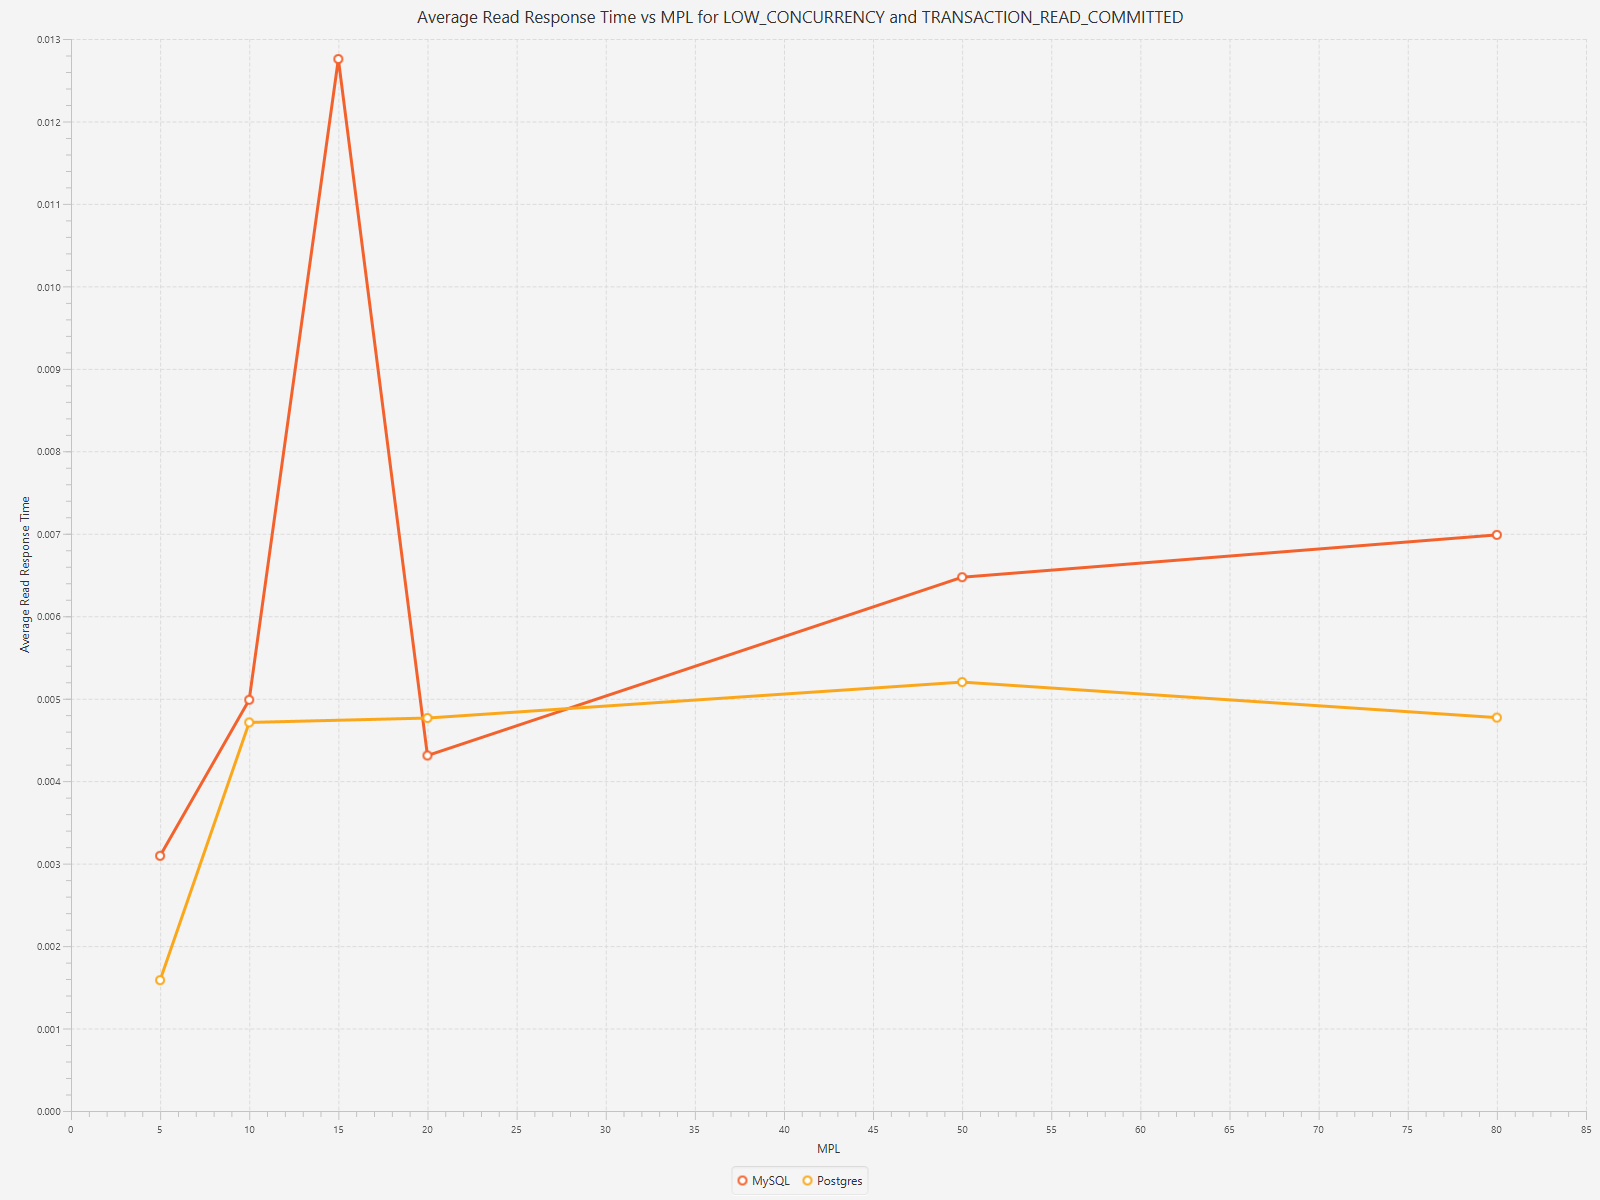 Average Read Response Time vs MPL for LOW_CONCURRENCY and TRANSACTION_READ_COMMITTED
0.013
0.012
0.011
0.010
0.009
0.008
0.007
0.006
0.005
0.004
0.003
0.002
0.001
0.000
Average Read Response Time
0 5 10 15 20 25 30 35 40 45 50 55 60 65 70 75 80 85
MPL
MySQL Postgres